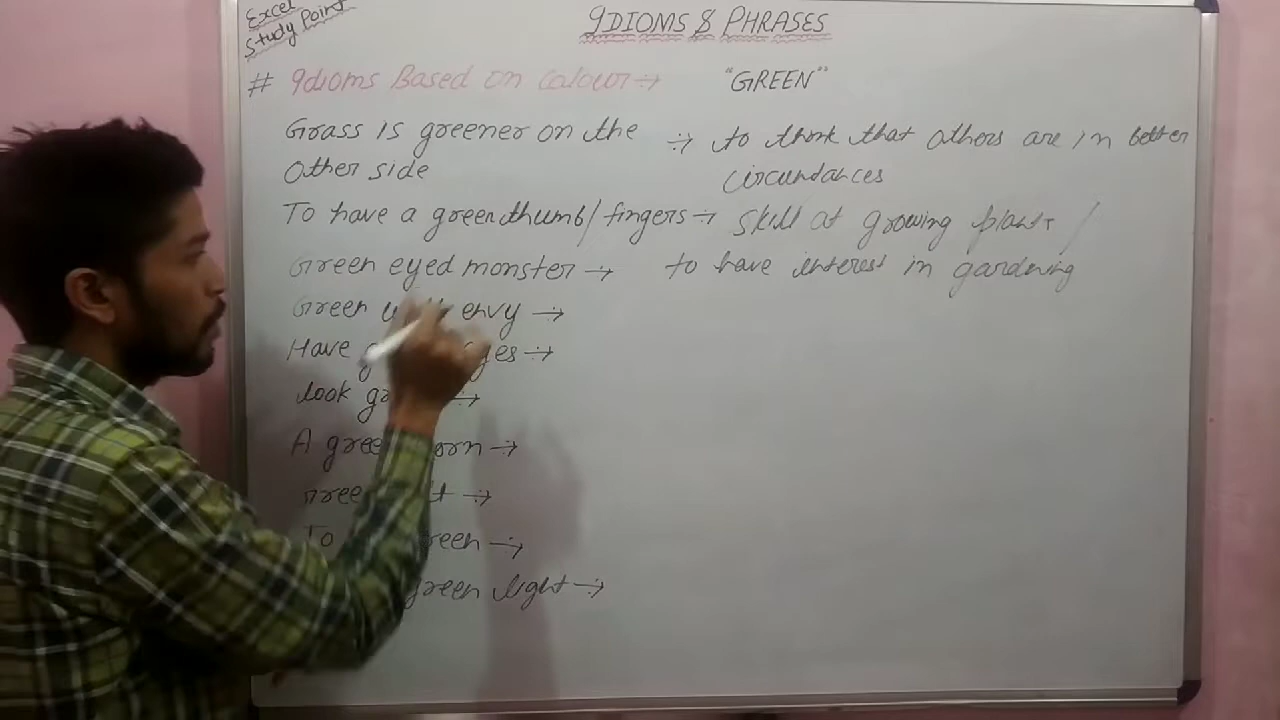 Excel
Study Point
IDIOMS & PHRASES
# Idioms Based on Colour → "GREEN"
Grass is greener on the
Other side
→ to think that others are in better
Circumdances
To have a green thumb/fingers → skill at growing plants /
to have interest in gardening
Green eyed monster →
Green envy →
Have →
look →
A →
→
To →
green light →